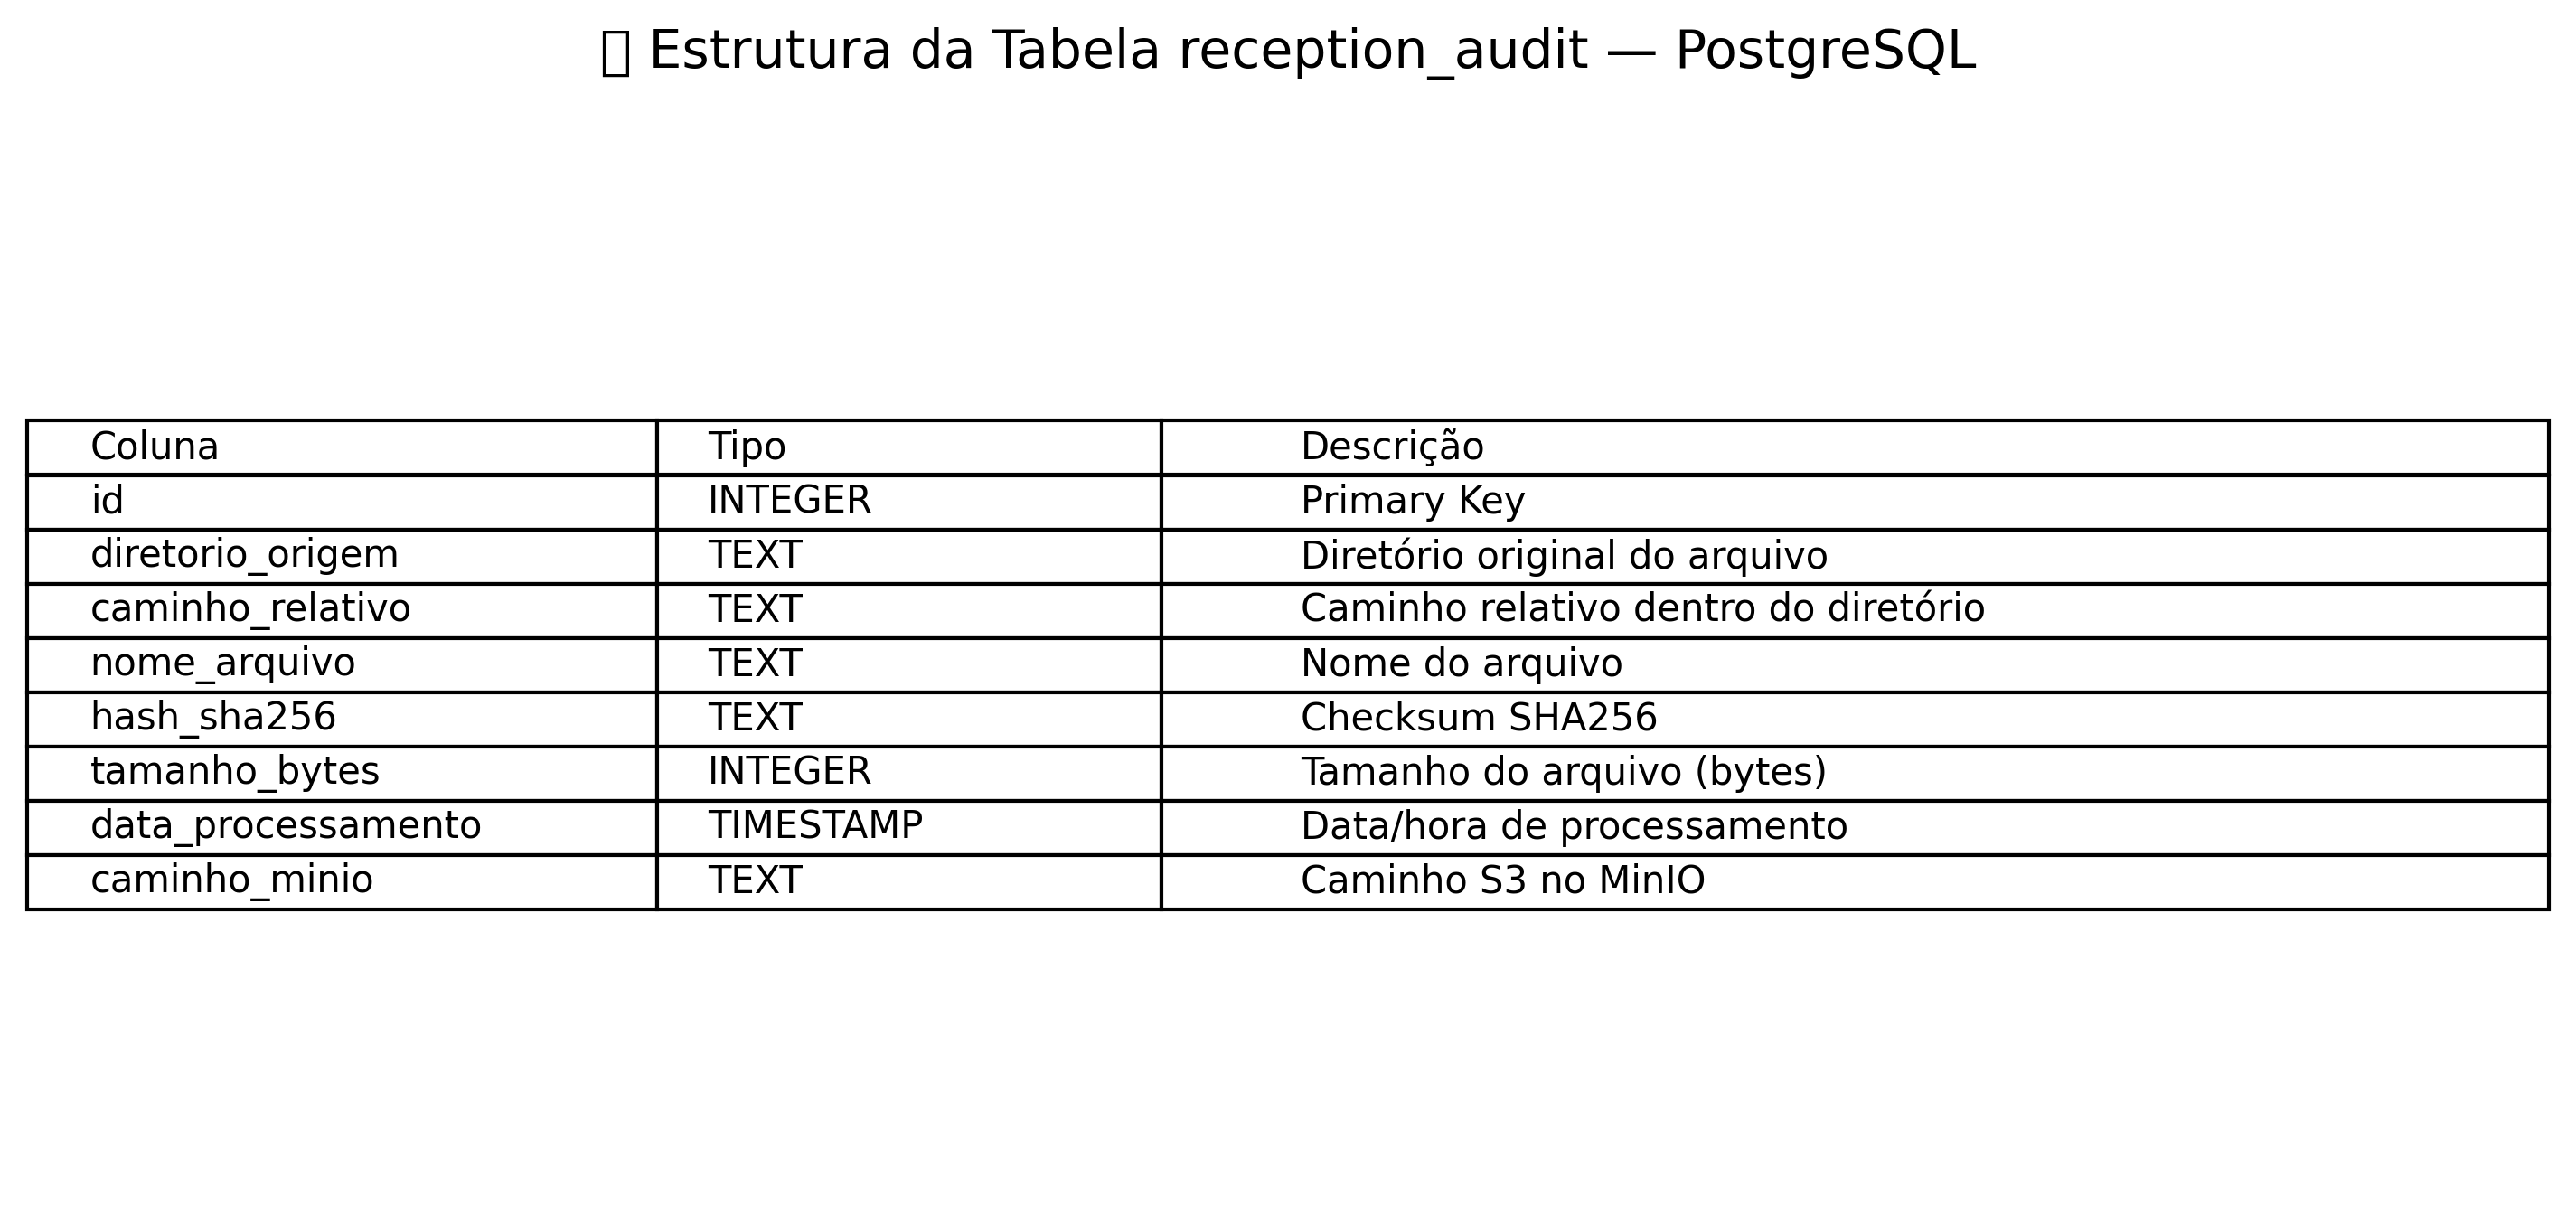 Estrutura da Tabela reception_audit — PostgreSQL
Coluna Tipo Descrição
id INTEGER Primary Key
diretorio_origem TEXT Diretório original do arquivo
caminho_relativo TEXT Caminho relativo dentro do diretório
nome_arquivo TEXT Nome do arquivo
hash_sha256 TEXT Checksum SHA256
tamanho_bytes INTEGER Tamanho do arquivo (bytes)
data_processamento TIMESTAMP Data/hora de processamento
caminho_minio TEXT Caminho S3 no MinIO